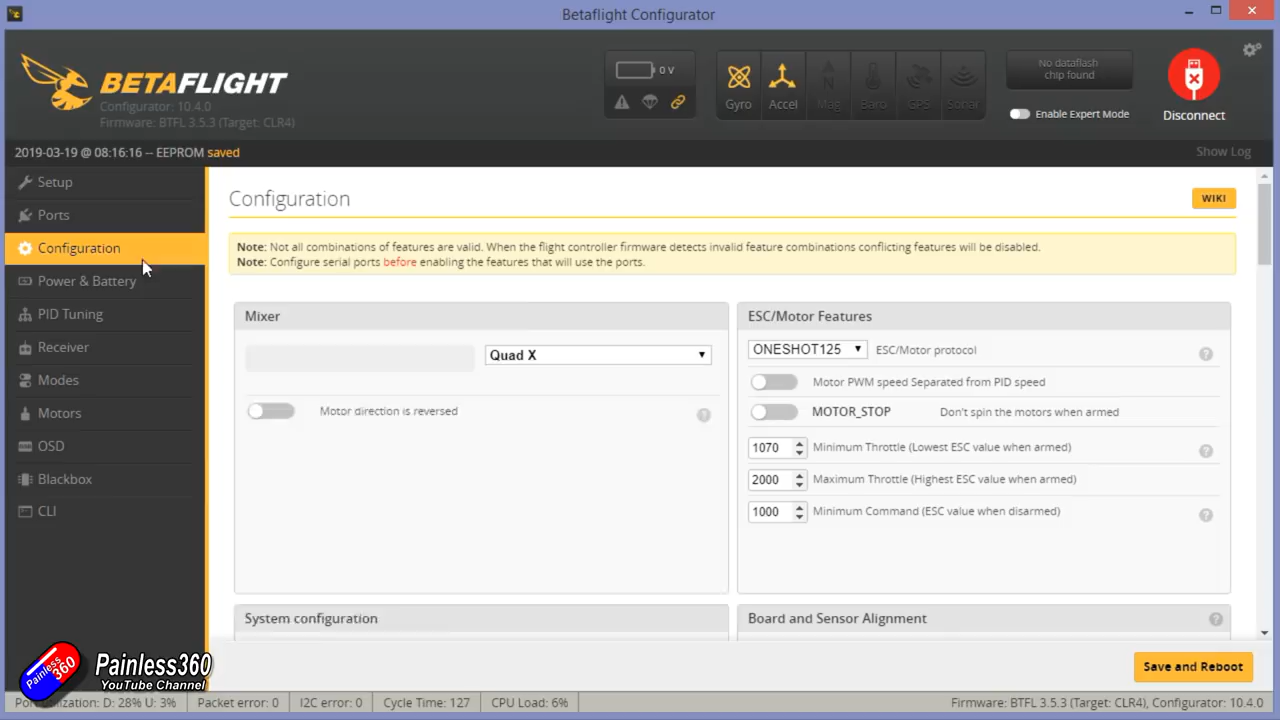 Betaflight Configurator
BETAFLIGHT
Configurator: 10.4.0
Firmware: BTFL 3.5.3 (Target: CLR4)
0 V
Gyro
Accel
Mag
Baro
GPS
Sonar
No dataflash
chip found
Enable Expert Mode
Disconnect
2019-03-19 @ 08:16:16 -- EEPROM saved
Show Log
Setup
Ports
Configuration
Power & Battery
PID Tuning
Receiver
Modes
Motors
OSD
Blackbox
CLI
Configuration
WIKI
Note: Not all combinations of features are valid. When the flight controller firmware detects invalid feature combinations conflicting features will be disabled.
Note: Configure serial ports before enabling the features that will use the ports.
Mixer
Quad X
Motor direction is reversed
ESC/Motor Features
ONESHOT125 ESC/Motor protocol
Motor PWM speed Separated from PID speed
MOTOR_STOP Don't spin the motors when armed
1070 Minimum Throttle (Lowest ESC value when armed)
2000 Maximum Throttle (Highest ESC value when armed)
1000 Minimum Command (ESC value when disarmed)
System configuration
Board and Sensor Alignment
Save and Reboot
Painless 360
Painless360
YouTube Channel
D: 28% U: 3%
Packet error: 0
I2C error: 0
Cycle Time: 127
CPU Load: 6%
Firmware: BTFL 3.5.3 (Target: CLR4), Configurator: 10.4.0